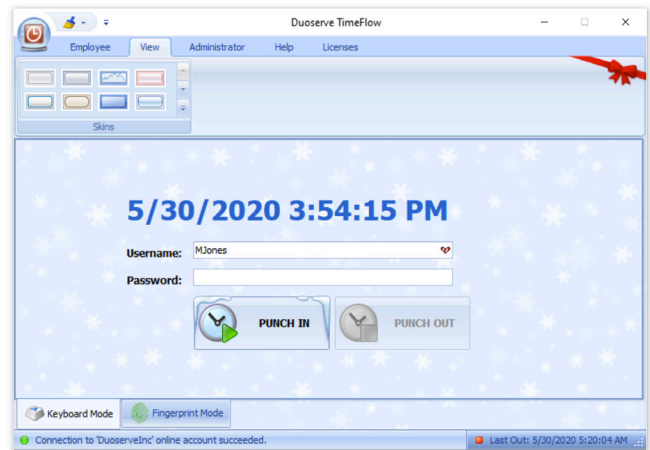 Duoserve TimeFlow
Employee View Administrator Help Licenses
Skins
5/30/2020 3:54:15 PM
Username: MJones
Password:
PUNCH IN PUNCH OUT
Keyboard Mode Fingerprint Mode
Connection to 'DuoserveInc' online account succeeded. Last Out: 5/30/2020 5:20:04 AM